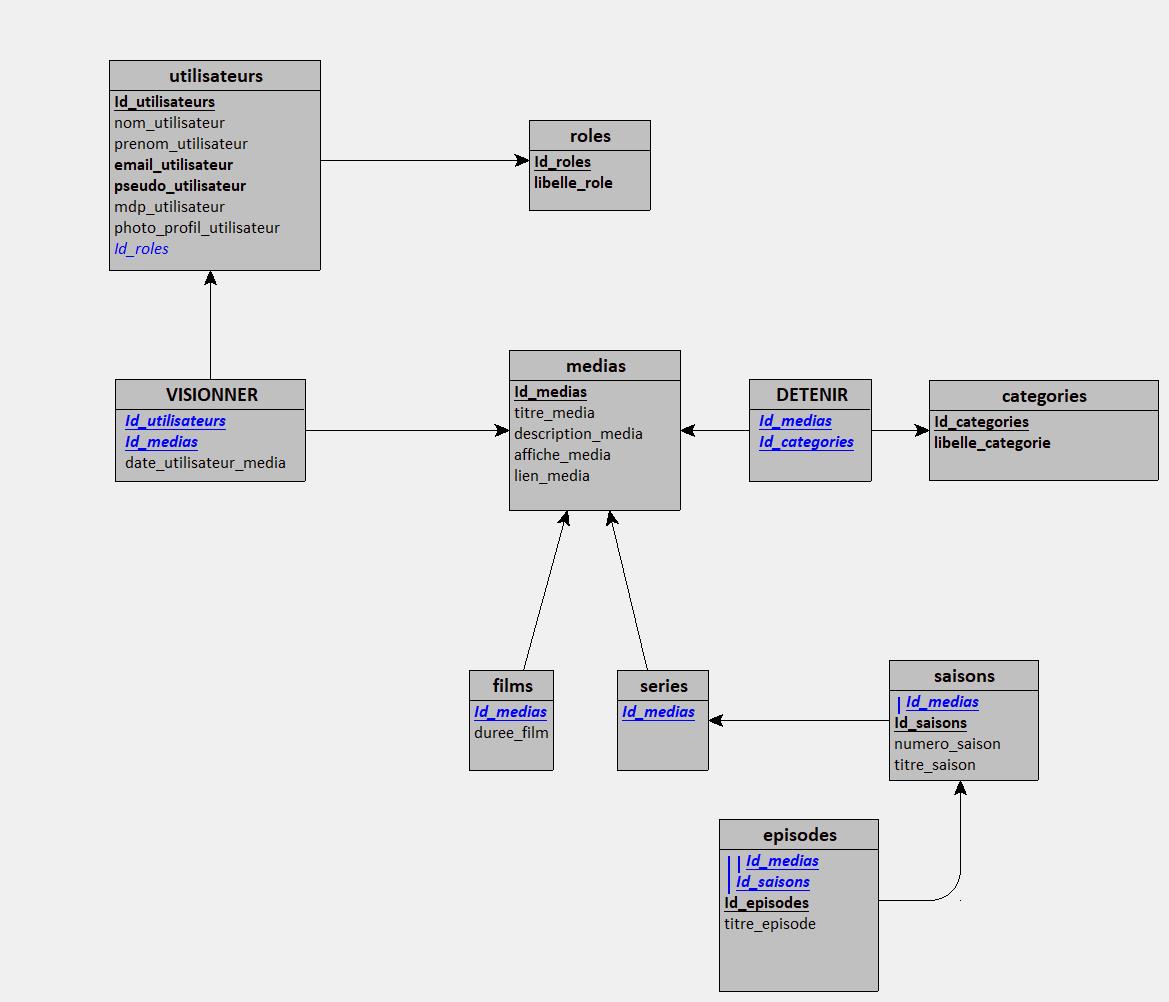 utilisateurs
Id_utilisateurs
nom_utilisateur
prenom_utilisateur
email_utilisateur
pseudo_utilisateur
mdp_utilisateur
photo_profil_utilisateur
Id_roles
roles
Id_roles
libelle_role
VISIONNER
Id_utilisateurs
Id_medias
date_utilisateur_media
medias
Id_medias
titre_media
description_media
affiche_media
lien_media
DETENIR
Id_medias
Id_categories
categories
Id_categories
libelle_categorie
films
Id_medias
duree_film
series
Id_medias
saisons
Id_medias
Id_saisons
numero_saison
titre_saison
episodes
Id_medias
Id_saisons
Id_episodes
titre_episode